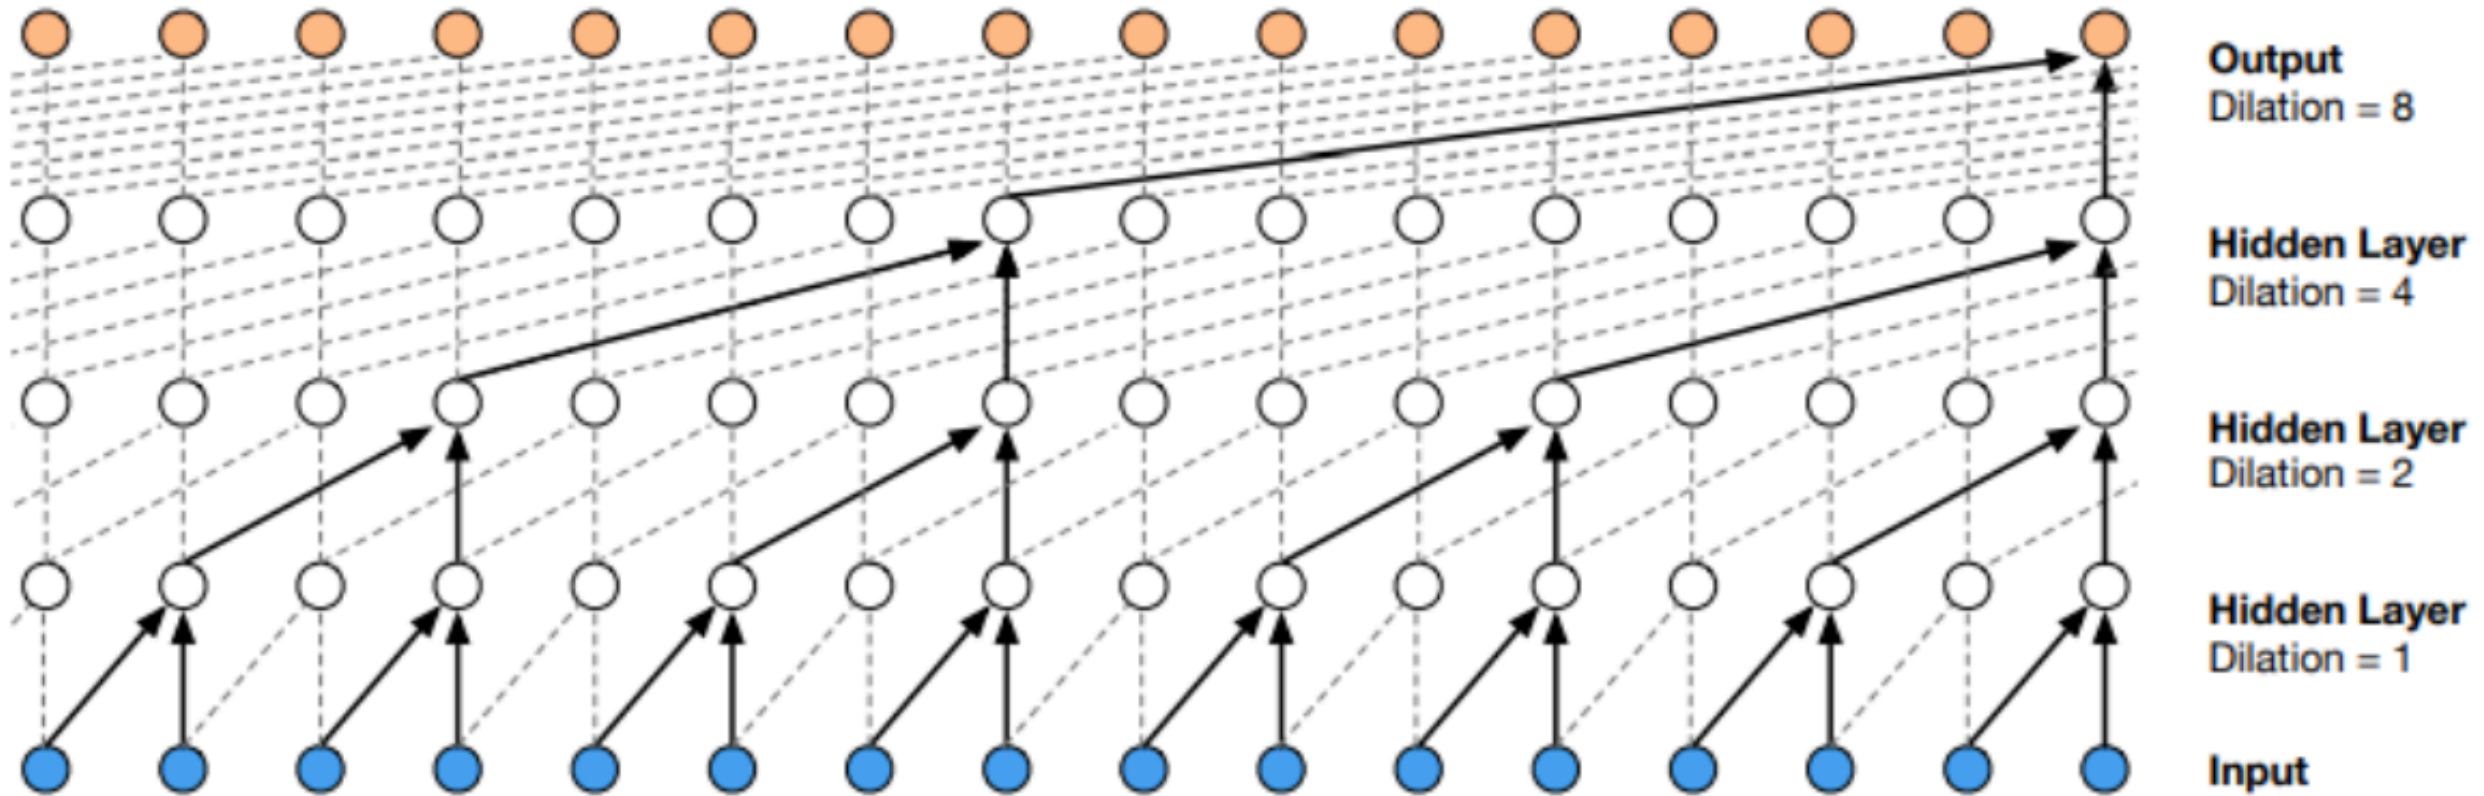 Output
Dilation = 8
Hidden Layer
Dilation = 4
Hidden Layer
Dilation = 2
Hidden Layer
Dilation = 1
Input